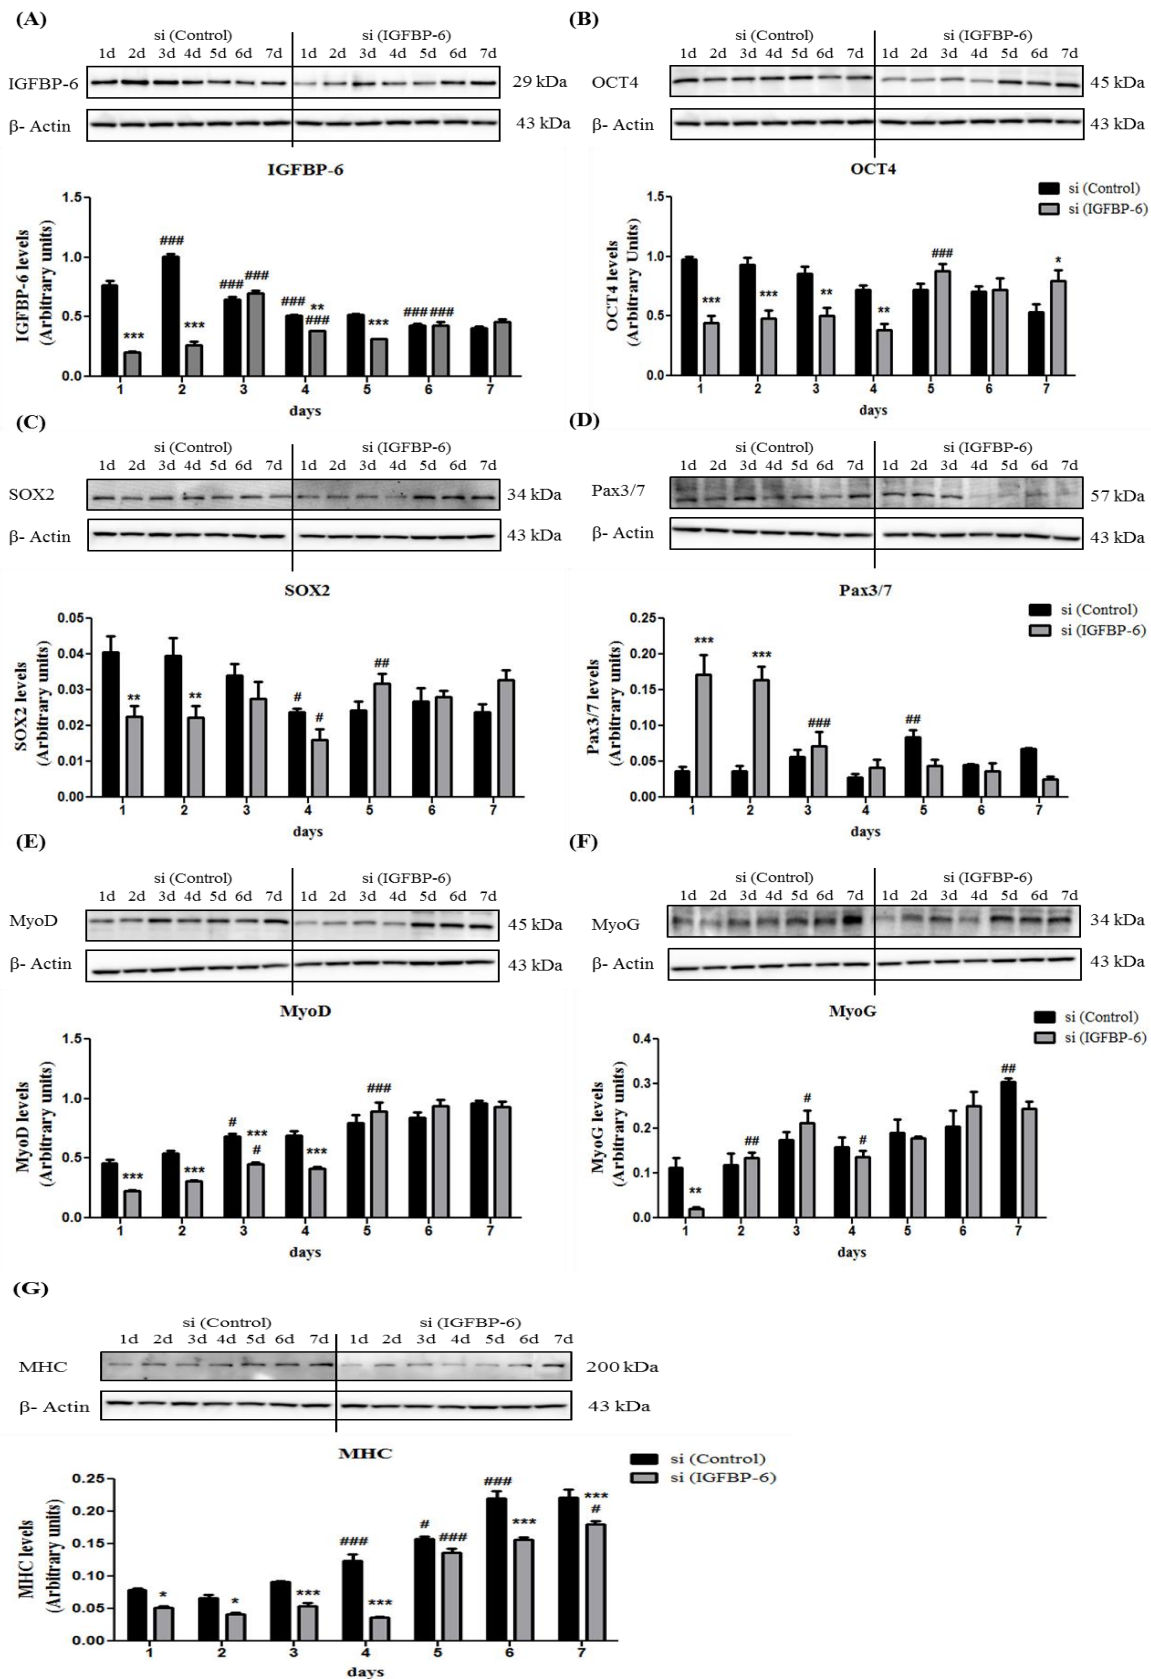 (A)
si (Control) si (IGFBP-6)
1d 2d 3d 4d 5d 6d 7d 1d 2d 3d 4d 5d 6d 7d
IGFBP-6 29 kDa
β- Actin 43 kDa
IGFBP-6
IGFBP-6 levels
(Arbitrary units)
1.5
1.0
0.5
0.0
*** ### *** ### ### ### ** ### *** ### ###
1 2 3 4 5 6 7
days
(B)
si (Control) si (IGFBP-6)
1d 2d 3d 4d 5d 6d 7d 1d 2d 3d 4d 5d 6d 7d
OCT4 45 kDa
β- Actin 43 kDa
OCT4
si (Control)
si (IGFBP-6)
OCT4 levels
(Arbitrary Units)
1.5
1.0
0.5
0.0
*** *** ** ** ### *
1 2 3 4 5 6 7
days
(C)
si (Control) si (IGFBP-6)
1d 2d 3d 4d 5d 6d 7d 1d 2d 3d 4d 5d 6d 7d
SOX2 34 kDa
β- Actin 43 kDa
SOX2
SOX2 levels
(Arbitrary units)
0.05
0.04
0.03
0.02
0.01
0.00
** ** # # ##
1 2 3 4 5 6 7
days
(D)
si (Control) si (IGFBP-6)
1d 2d 3d 4d 5d 6d 7d 1d 2d 3d 4d 5d 6d 7d
Pax3/7 57 kDa
β- Actin 43 kDa
Pax3/7
si (Control)
si (IGFBP-6)
Pax3/7 levels
(Arbitrary units)
0.25
0.20
0.15
0.10
0.05
0.00
*** *** ### ##
1 2 3 4 5 6 7
days
(E)
si (Control) si (IGFBP-6)
1d 2d 3d 4d 5d 6d 7d 1d 2d 3d 4d 5d 6d 7d
MyoD 45 kDa
β- Actin 43 kDa
MyoD
MyoD levels
(Arbitrary units)
1.5
1.0
0.5
0.0
*** *** # *** # *** ###
1 2 3 4 5 6 7
days
(F)
si (Control) si (IGFBP-6)
1d 2d 3d 4d 5d 6d 7d 1d 2d 3d 4d 5d 6d 7d
MyoG 34 kDa
β- Actin 43 kDa
MyoG
si (Control)
si (IGFBP-6)
MyoG levels
(Arbitrary units)
0.4
0.3
0.2
0.1
0.0
** ## # # ##
1 2 3 4 5 6 7
days
(G)
si (Control) si (IGFBP-6)
1d 2d 3d 4d 5d 6d 7d 1d 2d 3d 4d 5d 6d 7d
MHC 200 kDa
β- Actin 43 kDa
MHC
si (Control)
si (IGFBP-6)
MHC levels
(Arbitrary units)
0.25
0.20
0.15
0.10
0.05
0.00
* * *** ### *** # ### ### *** *** #
1 2 3 4 5 6 7
days